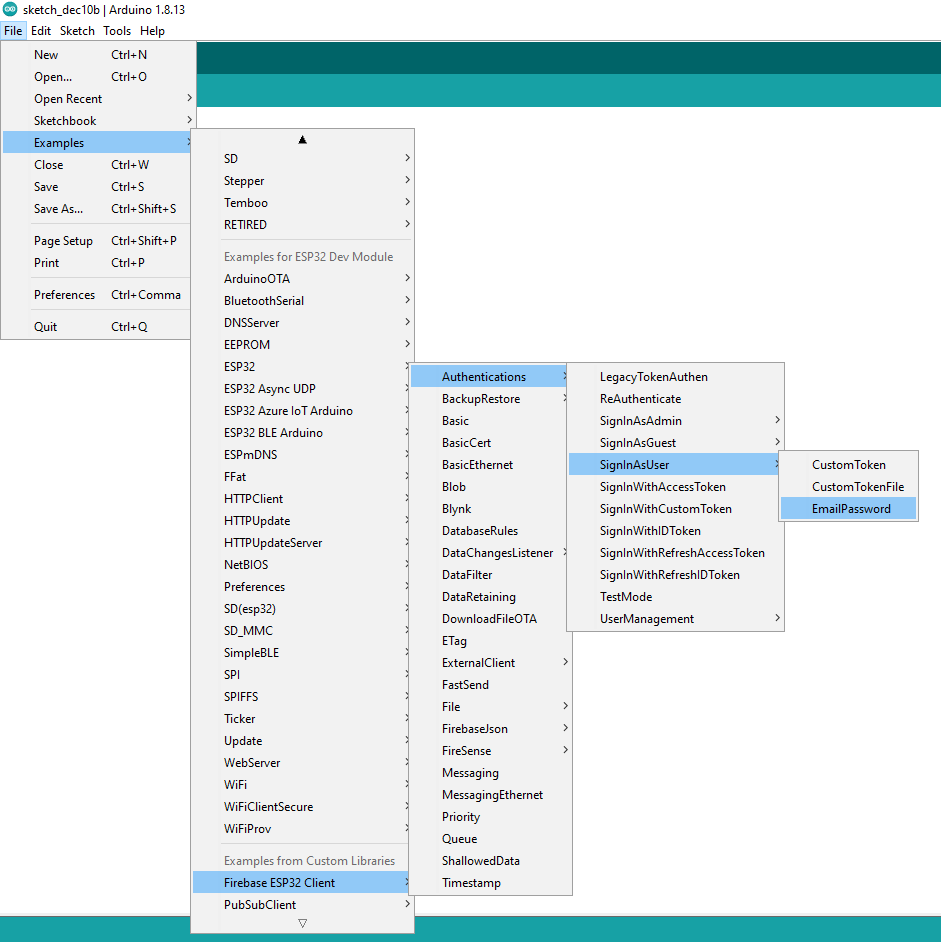 sketch_dec10b | Arduino 1.8.13
File Edit Sketch Tools Help
New Ctrl+N
Open... Ctrl+O
Open Recent
Sketchbook
Examples
Close Ctrl+W
Save Ctrl+S
Save As... Ctrl+Shift+S
Page Setup Ctrl+Shift+P
Print Ctrl+P
Preferences Ctrl+Comma
Quit Ctrl+Q
SD
Stepper
Temboo
RETIRED
Examples for ESP32 Dev Module
ArduinoOTA
BluetoothSerial
DNSServer
EEPROM
ESP32
ESP32 Async UDP
ESP32 Azure IoT Arduino
ESP32 BLE Arduino
ESPmDNS
FFat
HTTPClient
HTTPUpdate
HTTPUpdateServer
NetBIOS
Preferences
SD(esp32)
SD_MMC
SimpleBLE
SPI
SPIFFS
Ticker
Update
WebServer
WiFi
WiFiClientSecure
WiFiProv
Examples from Custom Libraries
Firebase ESP32 Client
PubSubClient
Authentications
BackupRestore
Basic
BasicCert
BasicEthernet
Blob
Blynk
DatabaseRules
DataChangesListener
DataFilter
DataRetaining
DownloadFileOTA
ETag
ExternalClient
FastSend
File
FirebaseJson
FireSense
Messaging
MessagingEthernet
Priority
Queue
ShallowedData
Timestamp
LegacyTokenAuthen
ReAuthenticate
SignInAsAdmin
SignInAsGuest
SignInAsUser
SignInWithAccessToken
SignInWithCustomToken
SignInWithIDToken
SignInWithRefreshAccessToken
SignInWithRefreshIDToken
TestMode
UserManagement
CustomToken
CustomTokenFile
EmailPassword